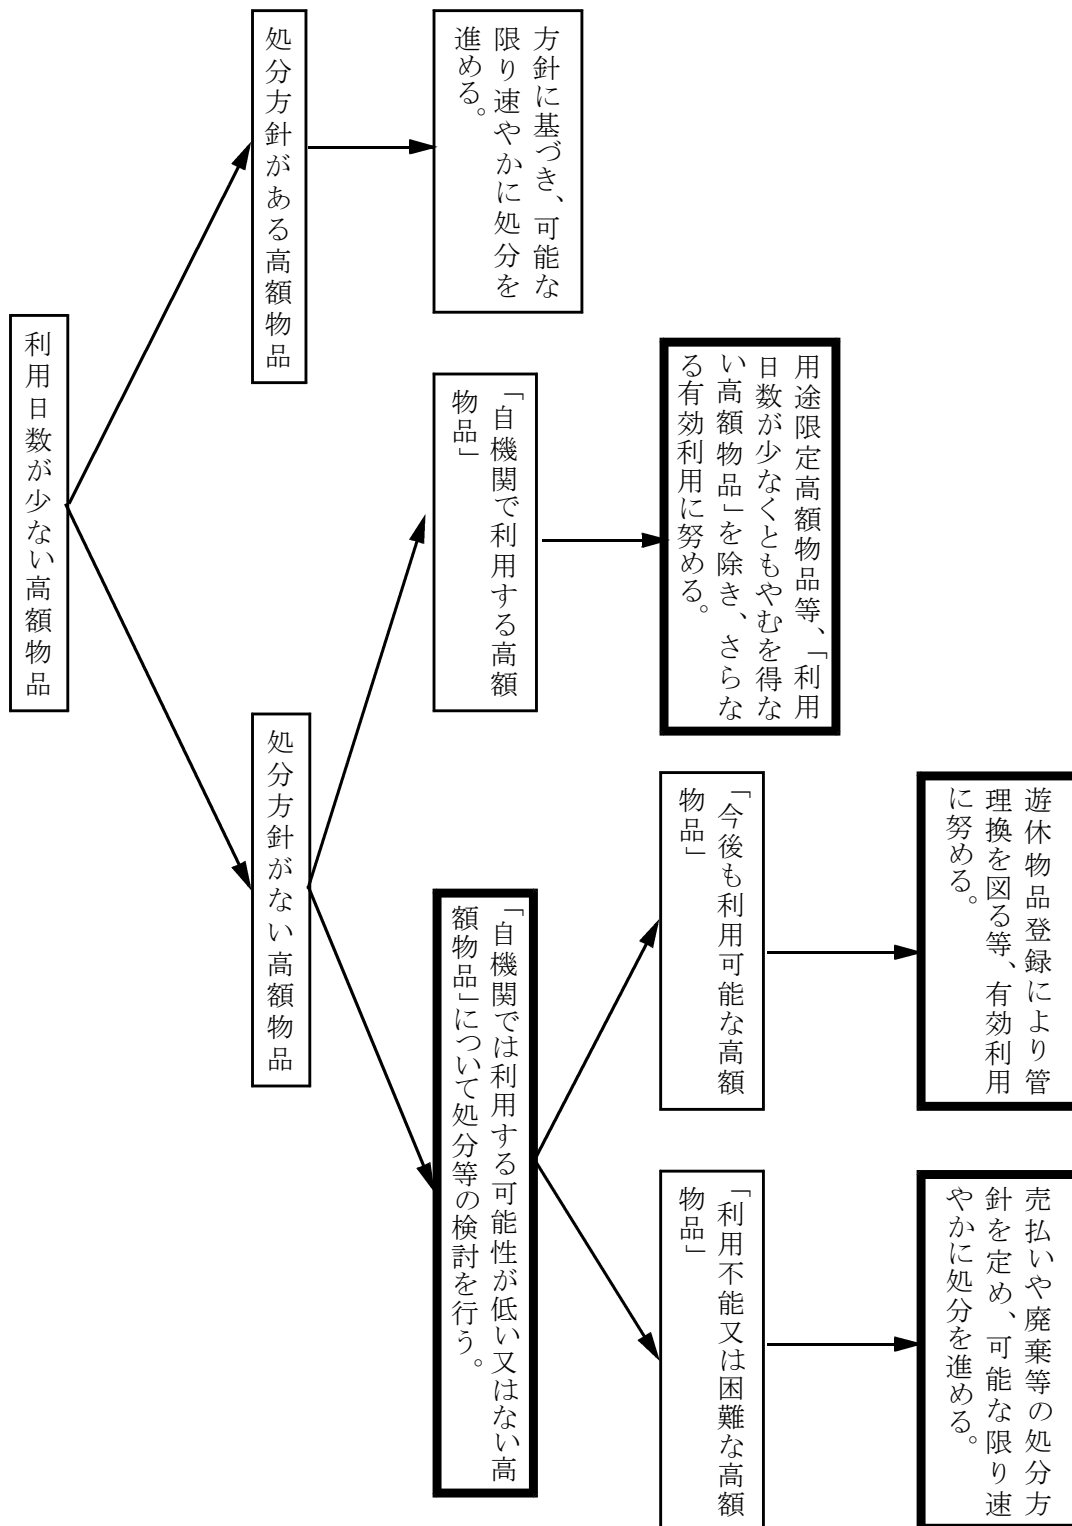 利用日数が少ない高額物品
処分方針がある高額物品
方針に基づき、可能な
限り速やかに処分を
進める。
処分方針がない高額物品
「自機関で利用する高額
物品」
用途限定高額物品等、「利用
日数が少なくともやむを得な
い高額物品」を除き、さらな
る有効利用に努める。
「自機関では利用する可能性が低い又はない高
額物品」について処分等の検討を行う。
「今後も利用可能な高額
物品」
遊休物品登録により管
理換を図る等、有効利用
に努める。
「利用不能又は困難な高額
物品」
売払いや廃棄等の処分方
針を定め、可能な限り速
やかに処分を進める。